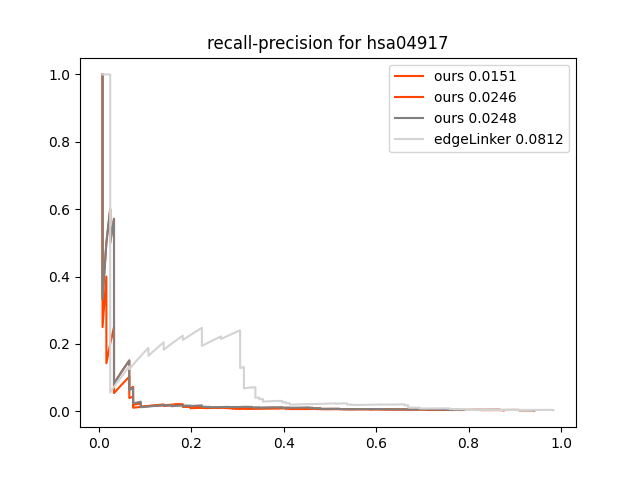 recall-precision for hsa04917
ours 0.0151
ours 0.0246
ours 0.0248
edgeLinker 0.0812
1.0
0.8
0.6
0.4
0.2
0.0
0.0 0.2 0.4 0.6 0.8 1.0